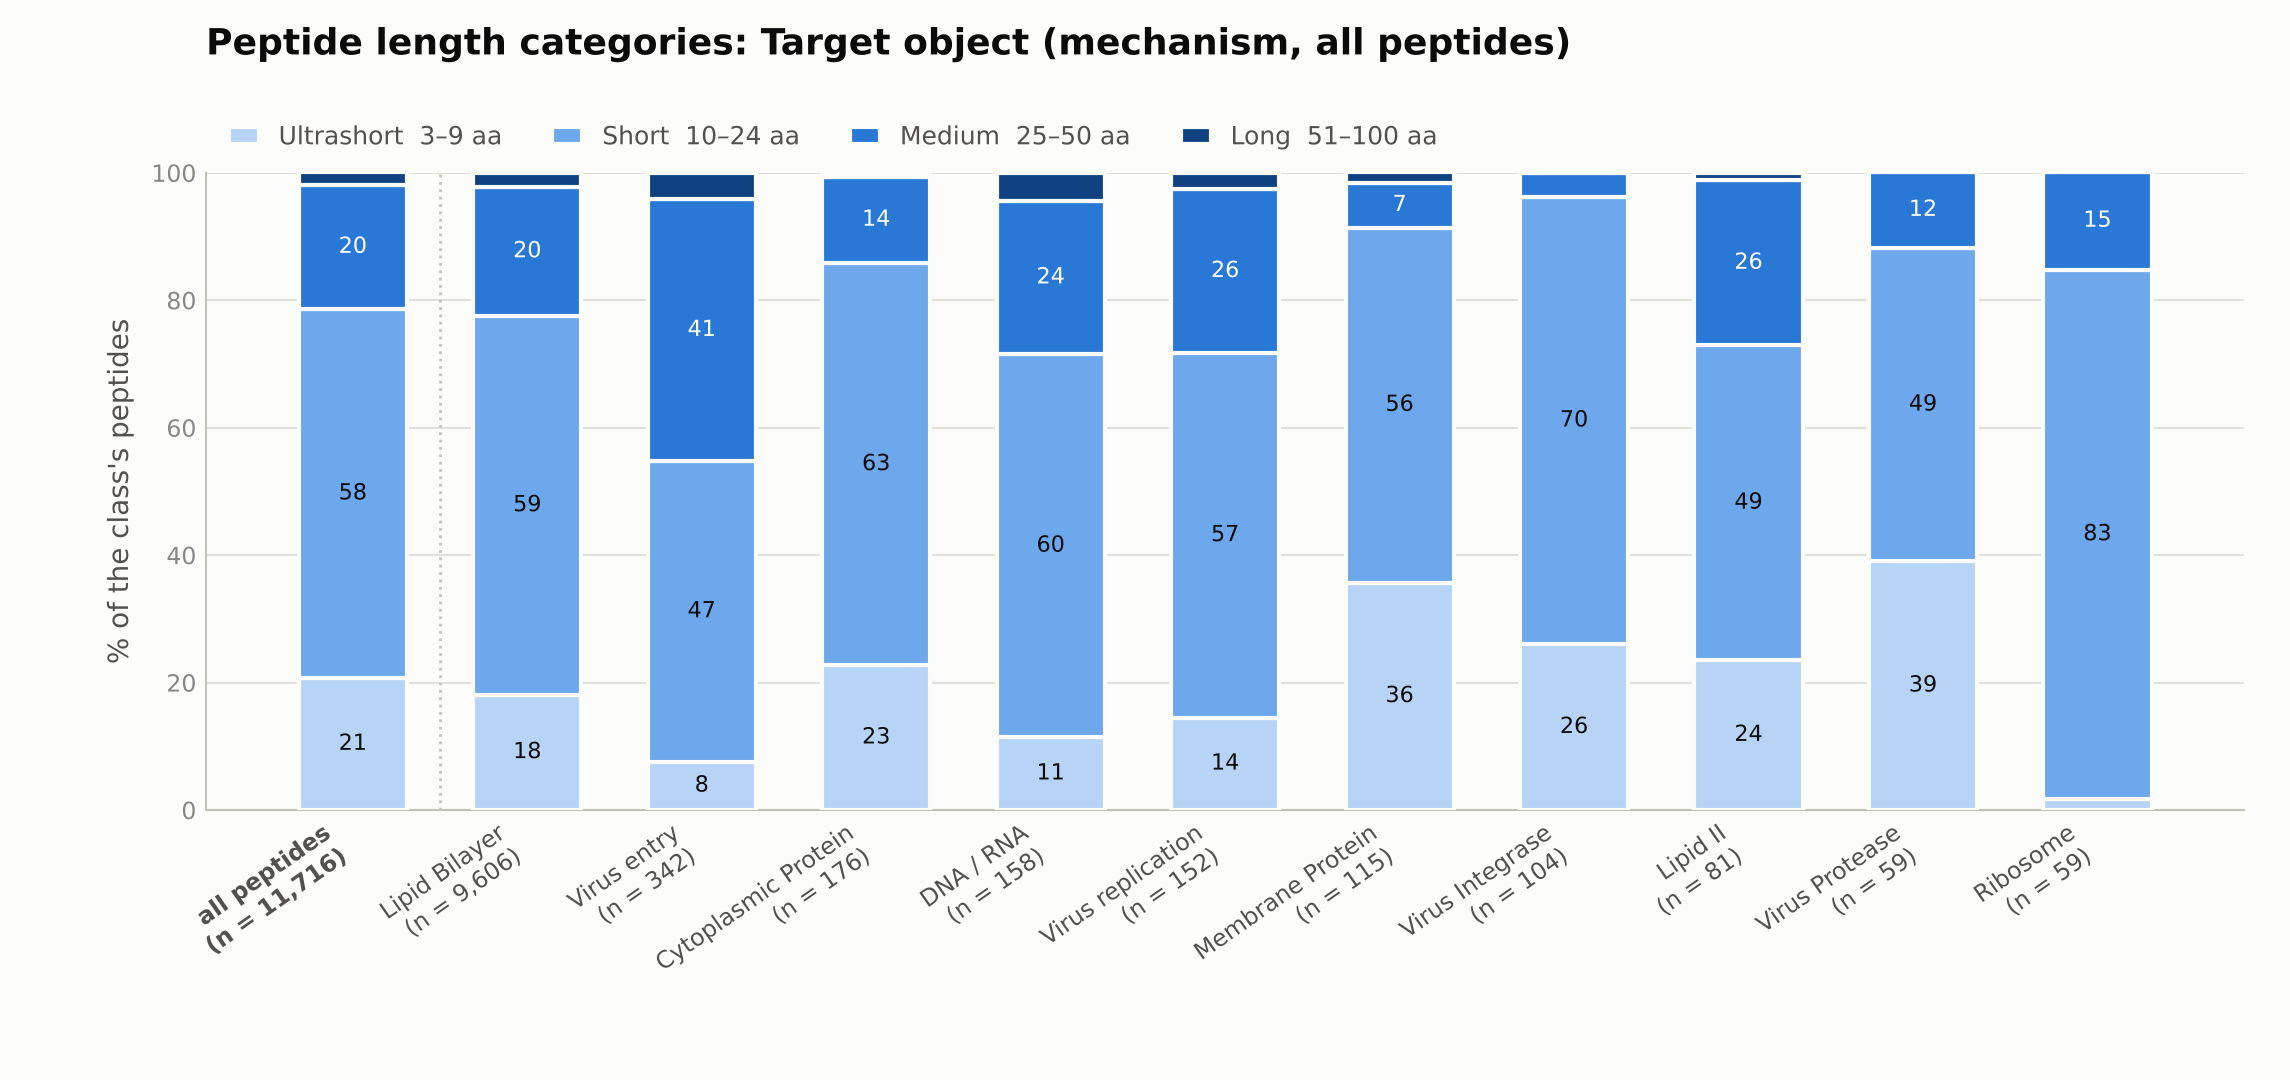 Peptide length categories: Target object (mechanism, all peptides)
Ultrashort  3–9 aa
Short  10–24 aa
Medium  25–50 aa
Long  51–100 aa
% of the class's peptides
100
80
60
40
20
0
20
58
21
20
59
18
41
47
8
14
63
23
24
60
11
26
57
14
7
56
36
70
26
26
49
24
12
49
39
15
83
all peptides
(n = 11,716)
Lipid Bilayer
(n = 9,606)
Virus entry
(n = 342)
Cytoplasmic Protein
(n = 176)
DNA / RNA
(n = 158)
Virus replication
(n = 152)
Membrane Protein
(n = 115)
Virus Integrase
(n = 104)
Lipid II
(n = 81)
Virus Protease
(n = 59)
Ribosome
(n = 59)